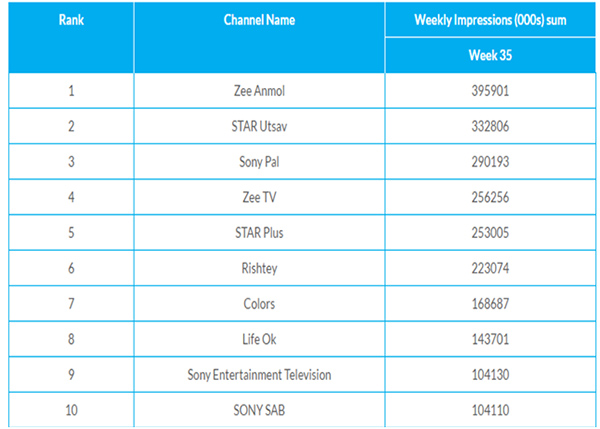 Rank Channel Name Weekly Impressions (000s) sum
Week 35
1 Zee Anmol 395901
2 STAR Utsav 332806
3 Sony Pal 290193
4 Zee TV 256256
5 STAR Plus 253005
6 Rishtey 223074
7 Colors 168687
8 Life Ok 143701
9 Sony Entertainment Television 104130
10 SONY SAB 104110